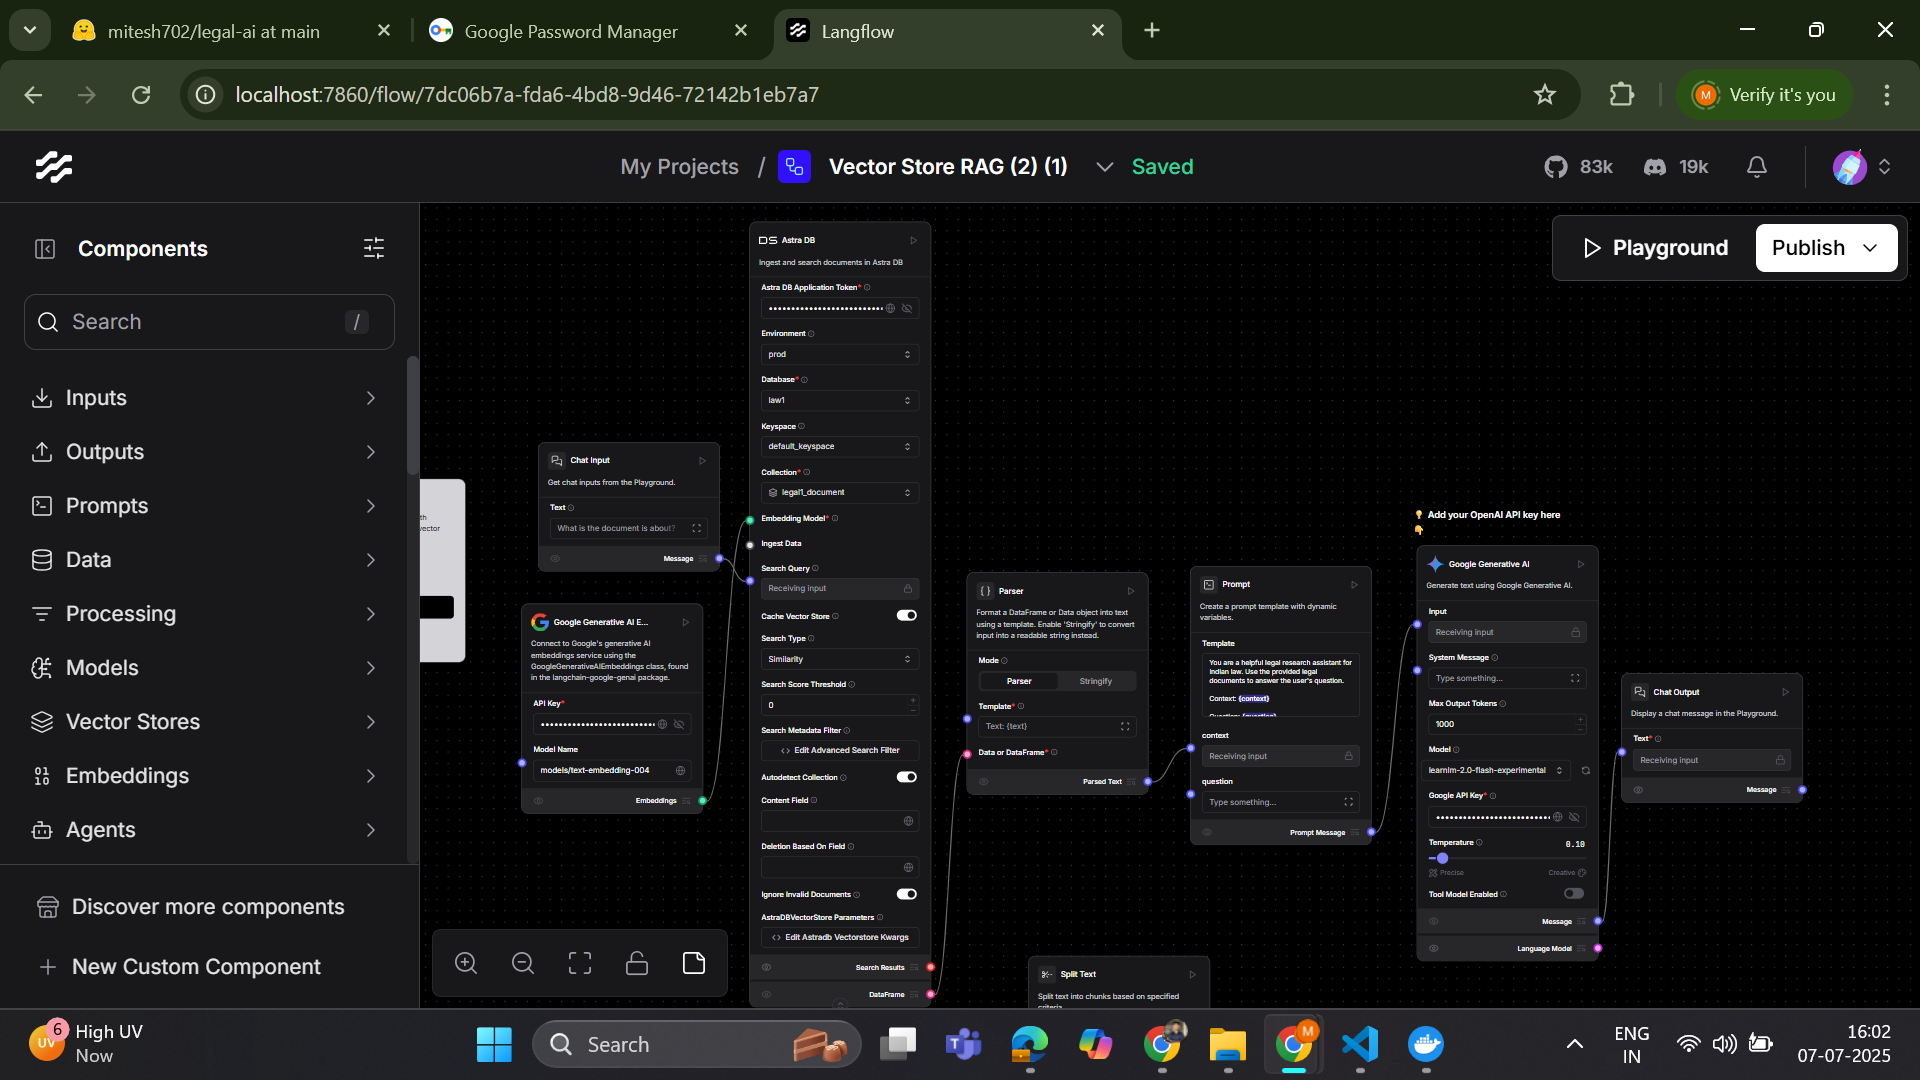 mitesh702/legal-ai at main
Google Password Manager
Langflow
localhost:7860/flow/7dc06b7a-fda6-4bd8-9d46-72142b1eb7a7
M
Verify it's you
My Projects / Vector Store RAG (2) (1)
Saved
83k
19k
Components
Search
/
Inputs
Outputs
Prompts
Data
Processing
Models
Vector Stores
Embeddings
Agents
Discover more components
New Custom Component
Playground
Publish
Chat Input
Get chat inputs from the Playground.
Text
What is the document is about?
Message
Google Generative AI E...
Connect to Google's generative AI
embeddings service using the
GoogleGenerativeAIEmbeddings class, found
in the langchain-google-genai package.
API Key*
•••••••••••••••••••••••••••
Model Name
models/text-embedding-004
Embeddings
DS Astra DB
Ingest and search documents in Astra DB
Astra DB Application Token*
•••••••••••••••••••••••••••
Environment
prod
Database*
law1
Keyspace
default_keyspace
Collection*
legal1_document
Embedding Model*
Ingest Data
Search Query
Receiving input
Cache Vector Store
Search Type
Similarity
Search Score Threshold
0
Search Metadata Filter
Edit Advanced Search Filter
Autodetect Collection
Content Field
Deletion Based On Field
Ignore Invalid Documents
AstraDBVectorStore Parameters
Edit Astradb Vectorstore Kwargs
Search Results
DataFrame
Parser
Format a DataFrame or Data object into text
using a template. Enable 'Stringify' to convert
input into a readable string instead.
Mode
Parser
Stringify
Template*
Text: {text}
Data or DataFrame*
Parsed Text
Prompt
Create a prompt template with dynamic
variables.
Template
You are a helpful legal research assistant for
Indian law. Use the provided legal
documents to answer the user's question.
Context: {context}
Question: {question}
context
Receiving input
question
Type something...
Prompt Message
Split Text
Split text into chunks based on specified
criteria.
Add your OpenAI API key here
Google Generative AI
Generate text using Google Generative AI.
Input
Receiving input
System Message
Type something...
Max Output Tokens
1000
Model
learnlm-2.0-flash-experimental
Google API Key*
•••••••••••••••••••••••••••
Temperature
0.10
Precise
Creative
Tool Model Enabled
Message
Language Model
Chat Output
Display a chat message in the Playground.
Text*
Receiving input
Message
UV
6
High UV
Now
Search
M
ENG
IN
16:02
07-07-2025